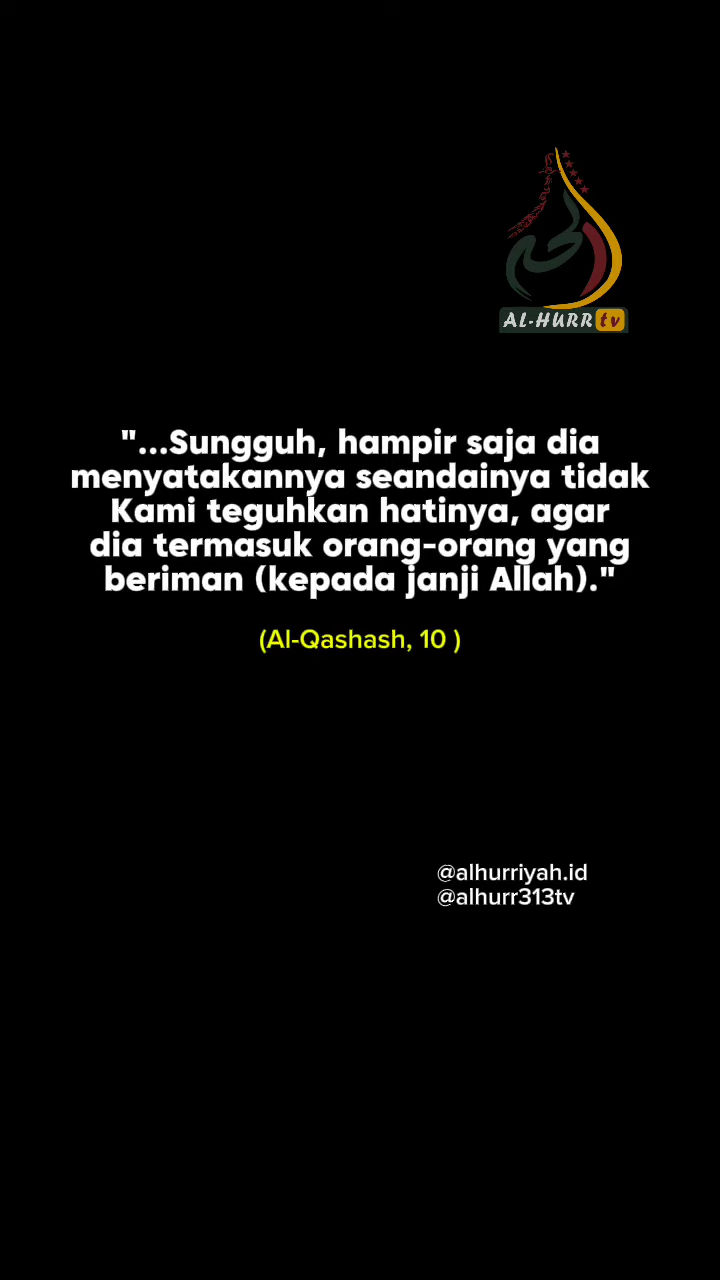 AL-HURR tv
"...Sungguh, hampir saja dia
menyatakannya seandainya tidak
Kami teguhkan hatinya, agar
dia termasuk orang-orang yang
beriman (kepada janji Allah)."
(Al-Qashash, 10 )
@alhurriyah.id
@alhurr313tv